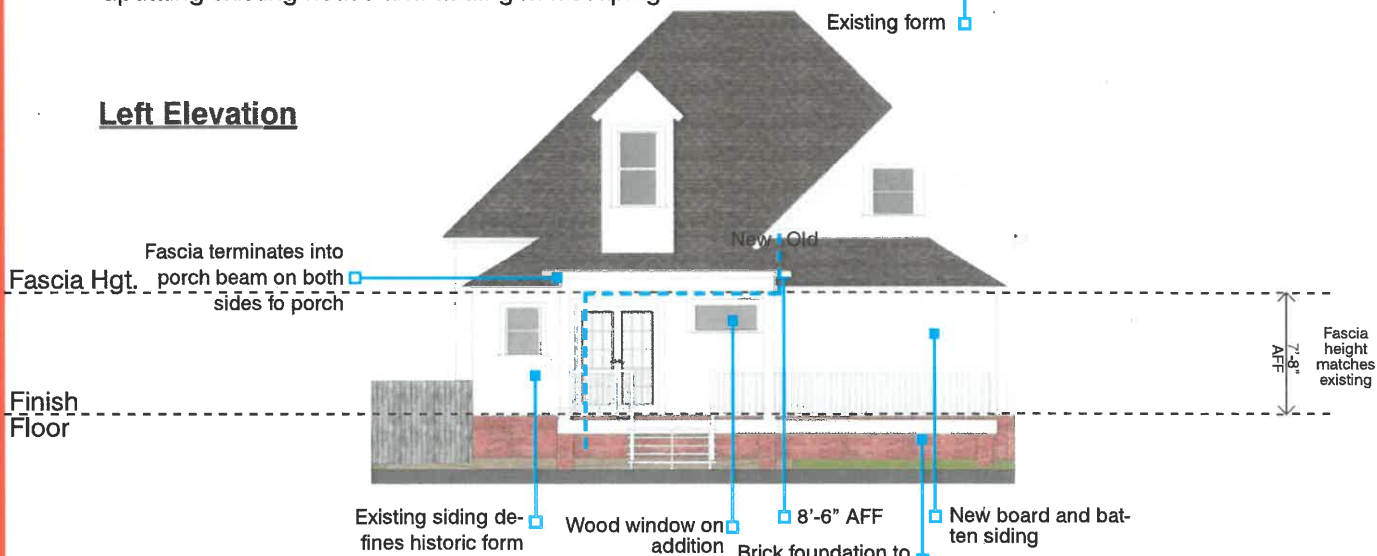 Existing form
Left Elevation
New Old
Fascia terminates into
porch beam on both
sides fo porch
Fascia Hgt.
7'-8"
AFF
Fascia
height
matches
existing
Finish
Floor
Existing siding de-
fines historic form
Wood window on
addition
8'-6" AFF
New board and bat-
ten siding
Brick foundation to